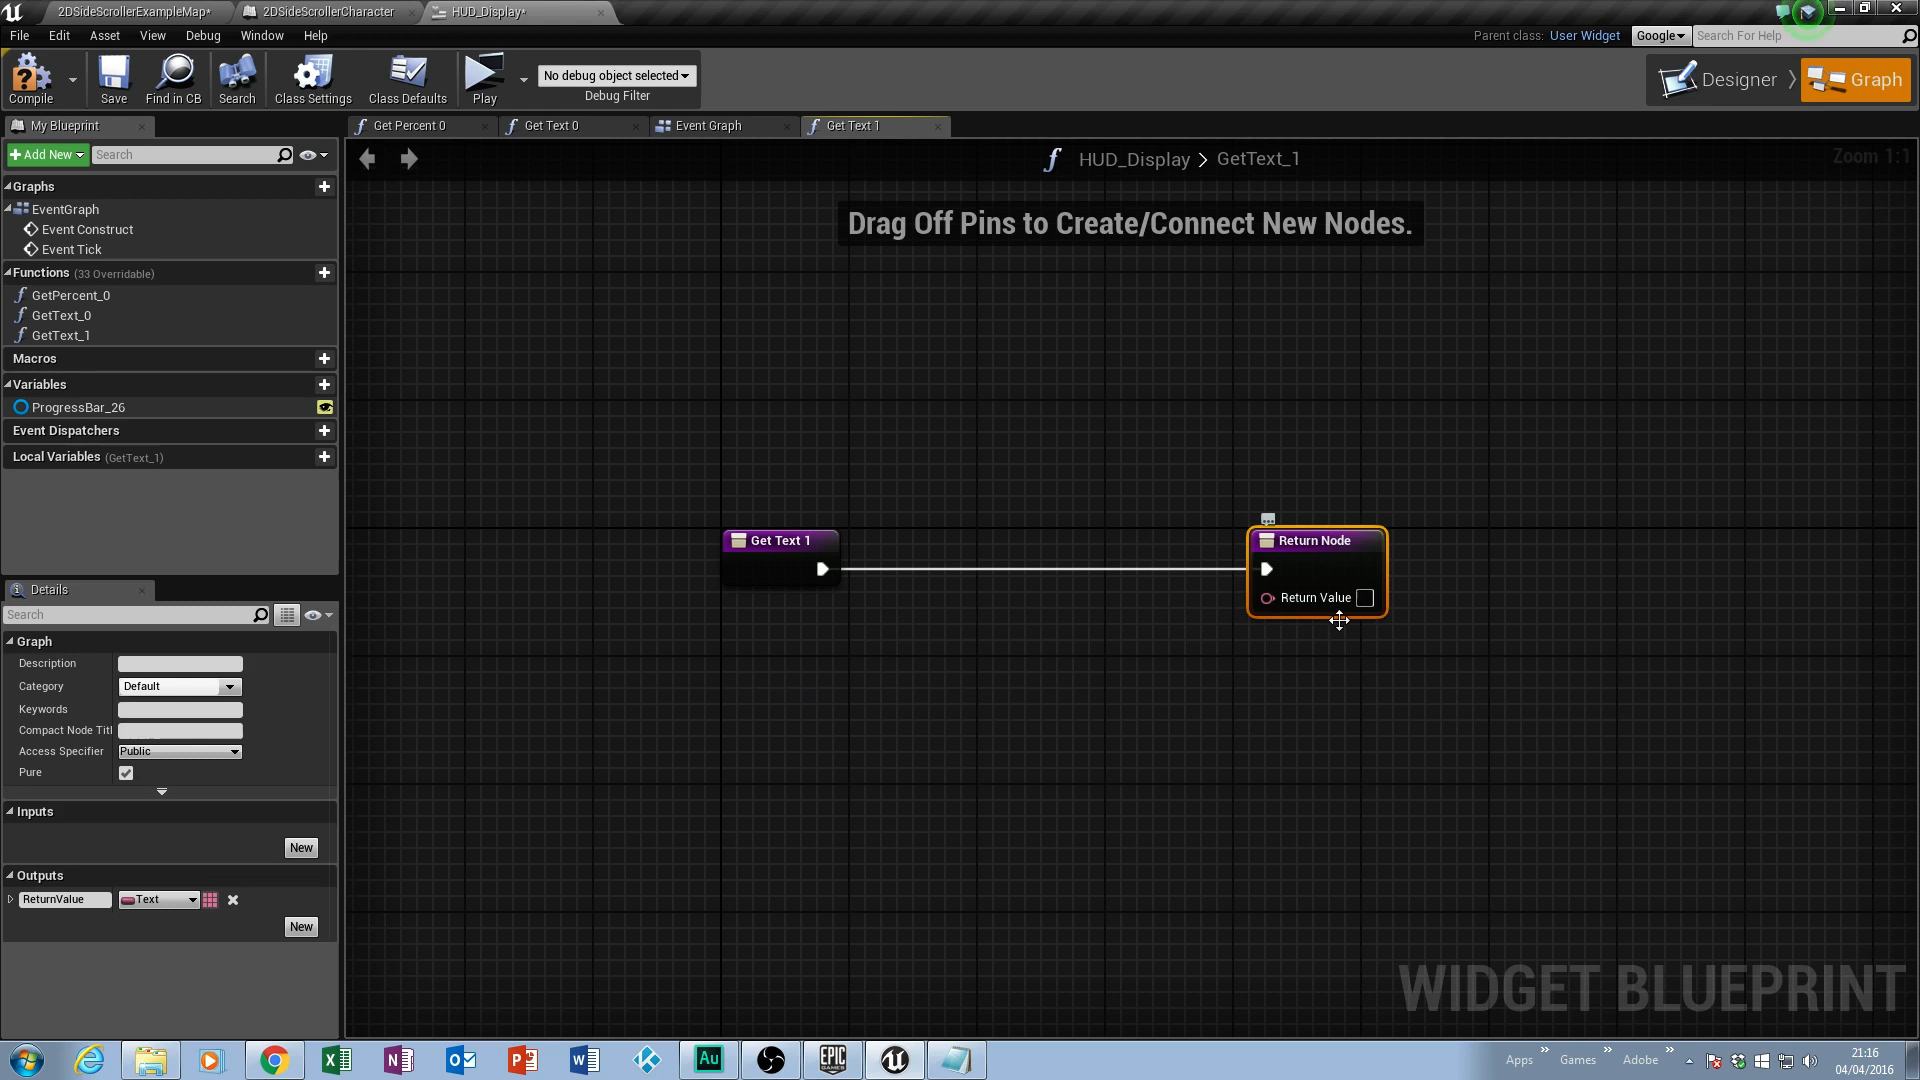 2DSideScrollerExampleMap*
2DSideScrollerCharacter
HUD_Display*
File Edit Asset View Debug Window Help
Parent class: User Widget
Google
Search For Help
Compile
Save
Find in CB
Search
Class Settings
Class Defaults
Play
No debug object selected
Debug Filter
Designer
Graph
My Blueprint
Get Percent 0
Get Text 0
Event Graph
Get Text 1
Add New
Search
HUD_Display > GetText_1
Zoom 1:1
Graphs
EventGraph
Event Construct
Event Tick
Functions (33 Overridable)
GetPercent_0
GetText_0
GetText_1
Macros
Variables
ProgressBar_26
Event Dispatchers
Local Variables (GetText_1)
Drag Off Pins to Create/Connect New Nodes.
Get Text 1
Return Node
Return Value
Details
Search
Graph
Description
Category Default
Keywords
Compact Node Titl
Access Specifier Public
Pure
Inputs
New
Outputs
ReturnValue Text
New
WIDGET BLUEPRINT
Au
EPIC
GAMES
Apps
Games
Adobe
21:16
04/04/2016